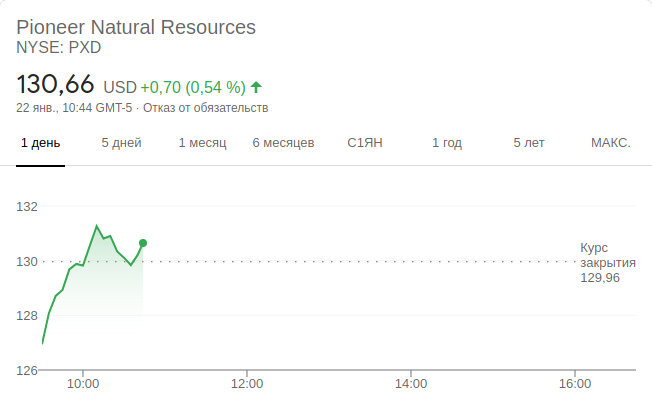 Pioneer Natural Resources
NYSE: PXD
130,66 USD +0,70 (0,54 %)
22 янв., 10:44 GMT-5 · Отказ от обязательств
1 день 5 дней 1 месяц 6 месяцев С1ЯН 1 год 5 лет МАКС.
132
130
128
126
Курс
закрытия
129,96
10:00 12:00 14:00 16:00